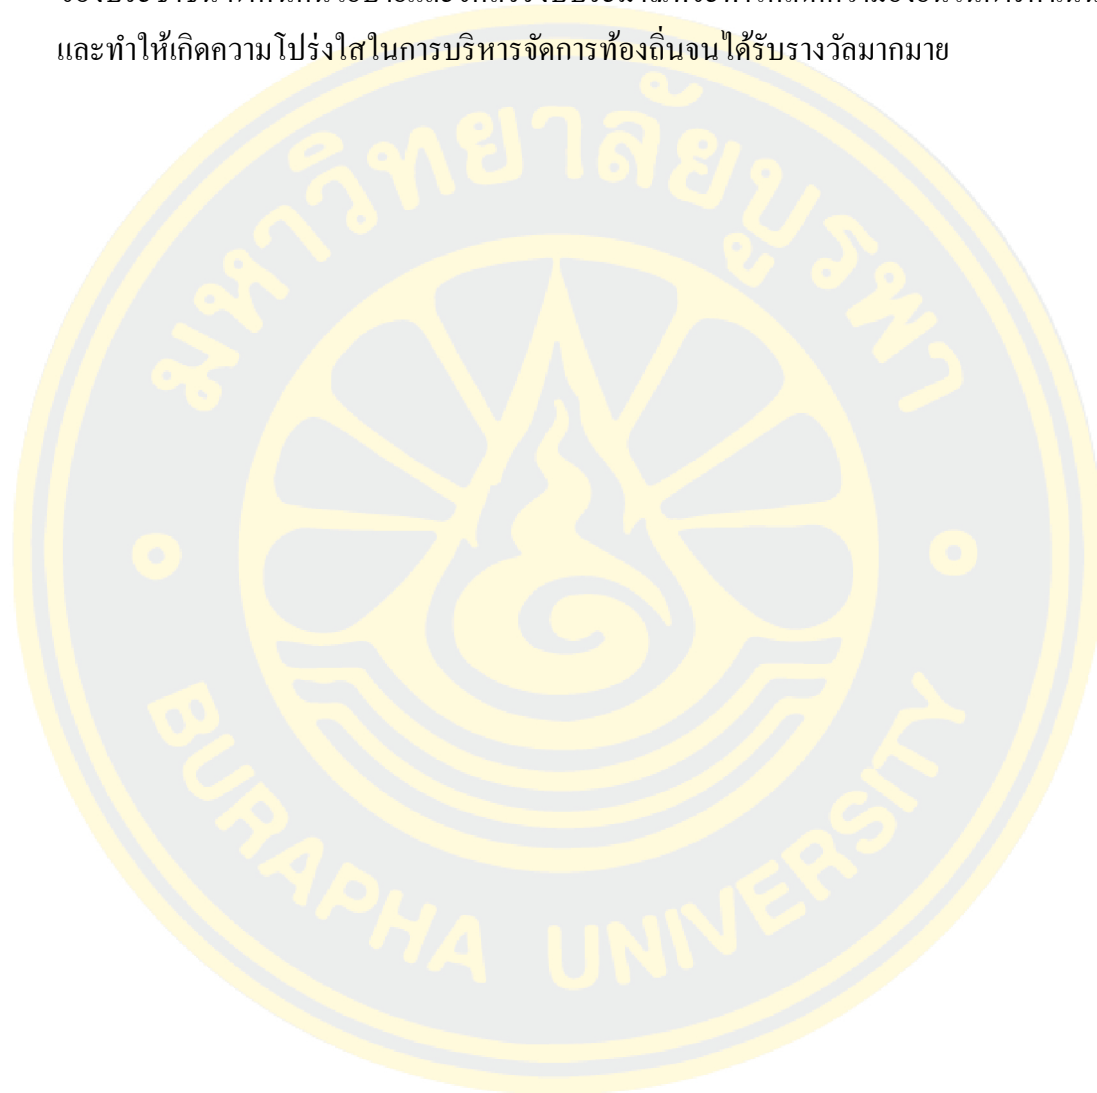 และทำให้เกิดความโปร่งใสในการบริหารจัดการท้องถิ่นจนได้รับรางวัลมากมาย
มหาวิทยาลัยบูรพา
BURAPHA UNIVERSITY